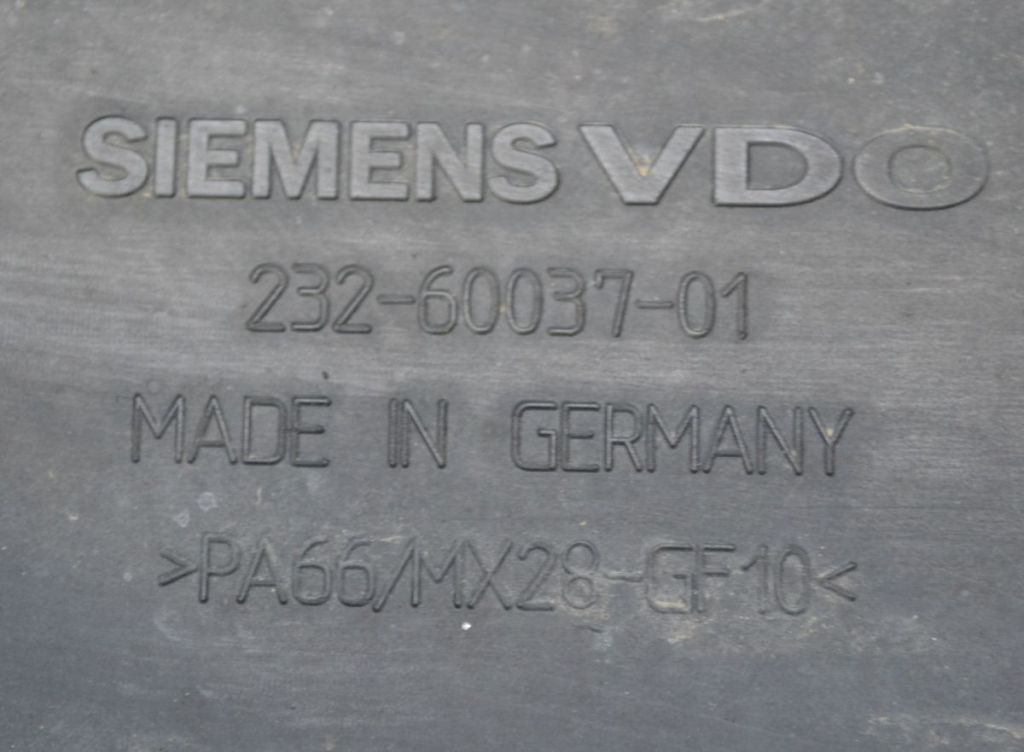 SIEMENS VDO
232-60037-01
MADE IN GERMANY
>PA66/MX28-GF10<